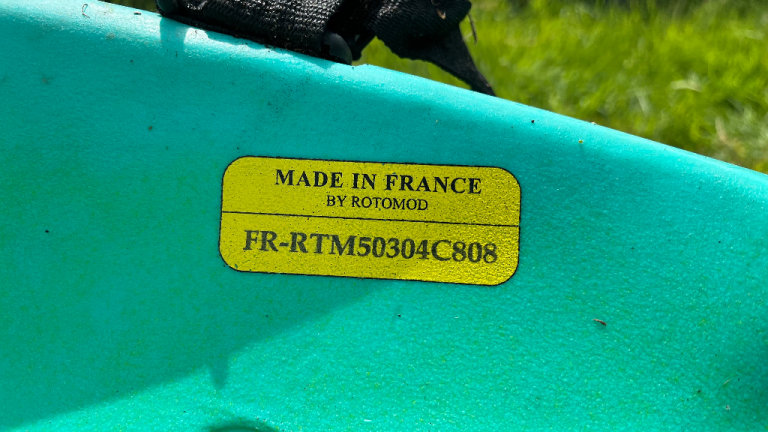 MADE IN FRANCE
BY ROTOMOD
FR-RTM50304C808